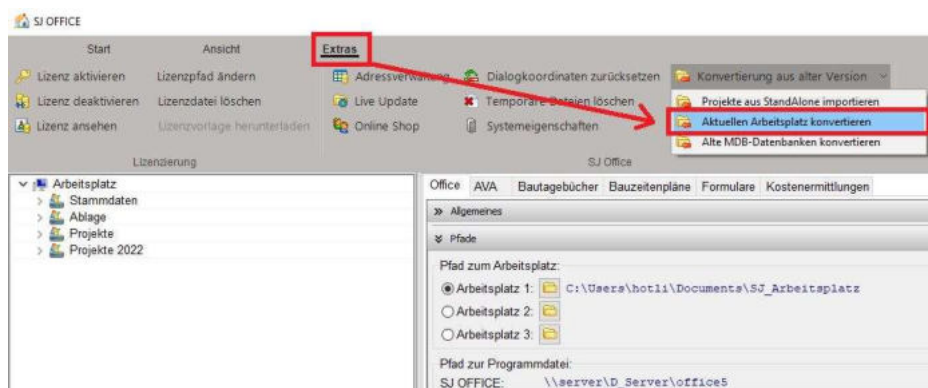 SJ OFFICE
Start Ansicht Extras
Lizenz aktivieren Lizenzpfad ändern Adressverwaltung Dialogkoordinaten zurücksetzen Konvertierung aus alter Version
Lizenz deaktivieren Lizenzdatei löschen Live Update Temporäre Dateien löschen Projekte aus StandAlone importieren
Lizenz ansehen Lizenzvorlage herunterladen Online Shop Systemeigenschaften Aktuellen Arbeitsplatz konvertieren
Alte MDB-Datenbanken konvertieren
Lizenzierung SJ Office
Arbeitsplatz
Stammdaten
Ablage
Projekte
Projekte 2022
Office AVA Bautagebücher Bauzeitenpläne Formulare Kostenermittlungen
Allgemeines
Pfade
Pfad zum Arbeitsplatz:
Arbeitsplatz 1: C:\Users\hotli\Documents\SJ_Arbeitsplatz
Arbeitsplatz 2:
Arbeitsplatz 3:
Pfad zur Programmdatei:
SJ OFFICE: \\server\D_Server\office5